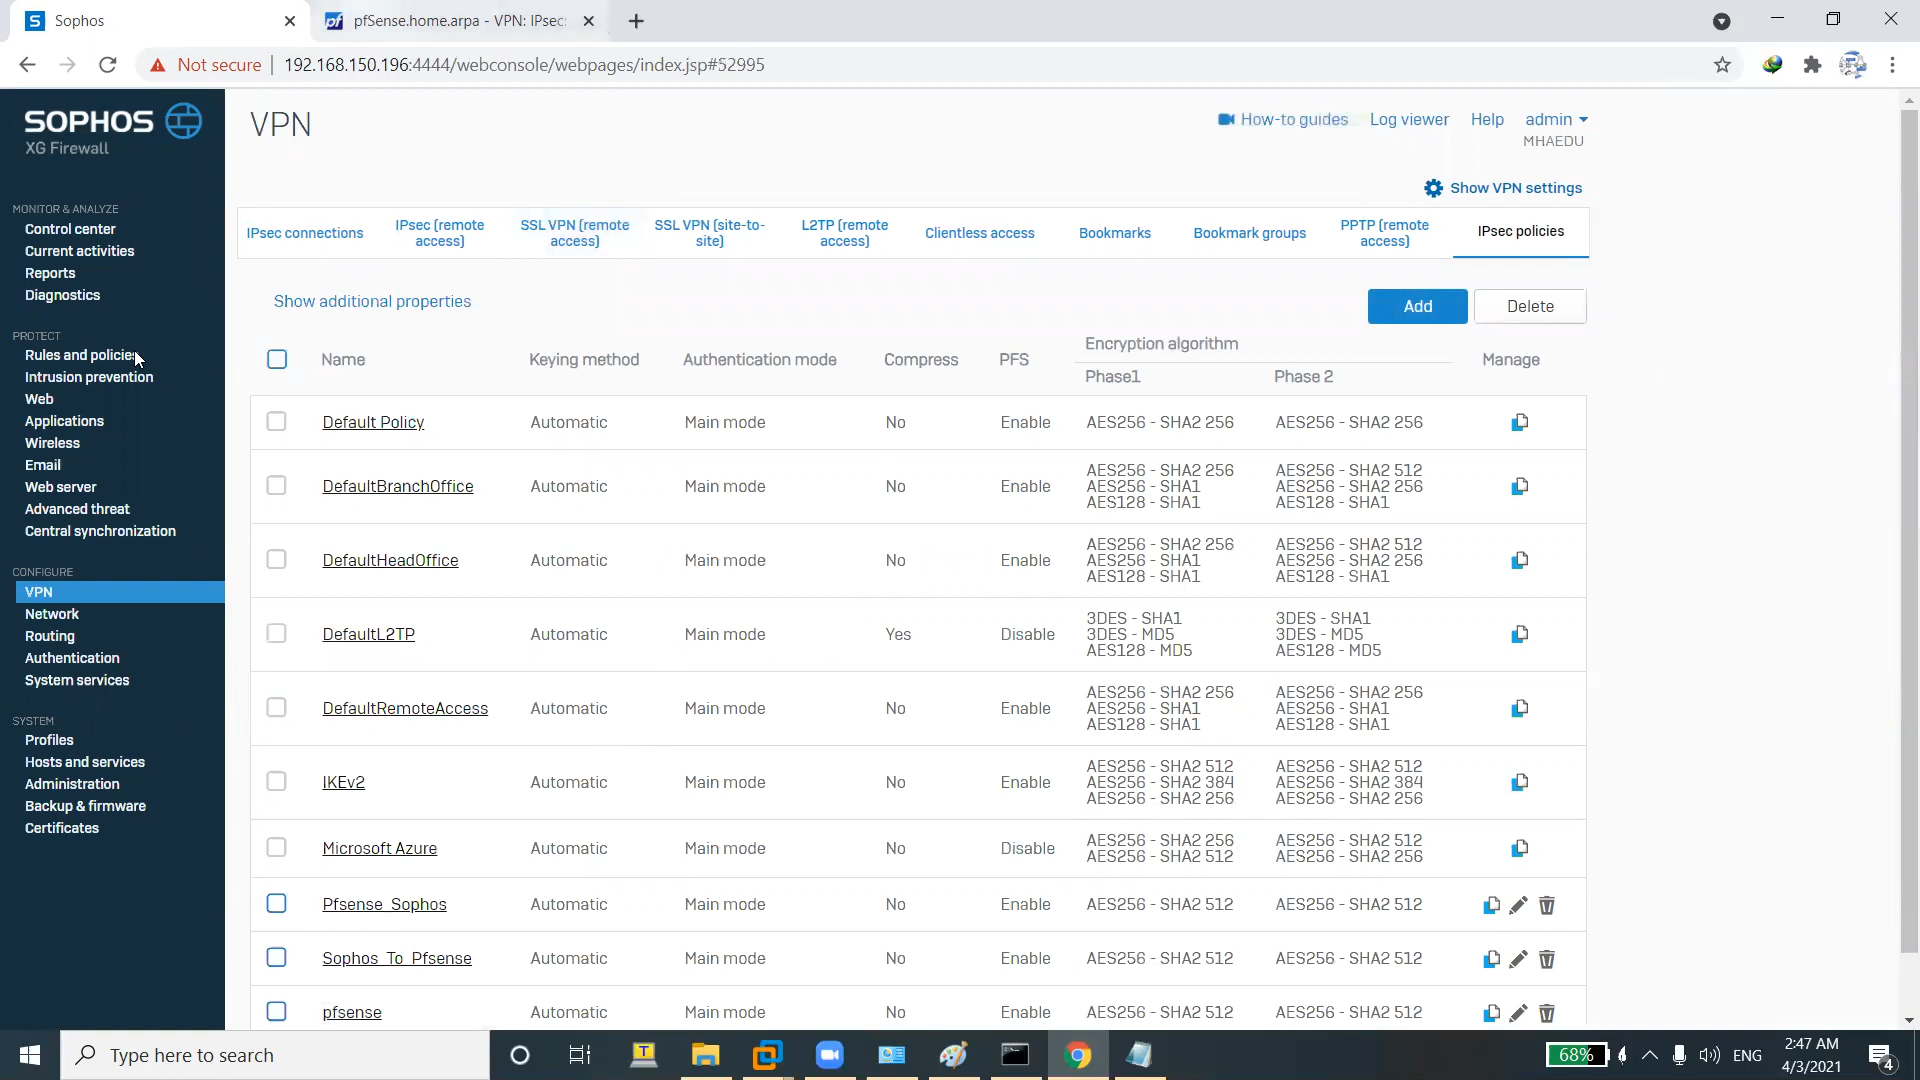 Sophos
pfSense.home.arpa - VPN: IPsec:
Not secure
192.168.150.196:4444/webconsole/webpages/index.jsp#52995
SOPHOS
XG Firewall
MONITOR & ANALYZE
Control center
Current activities
Reports
Diagnostics
PROTECT
Rules and policies
Intrusion prevention
Web
Applications
Wireless
Email
Web server
Advanced threat
Central synchronization
CONFIGURE
VPN
Network
Routing
Authentication
System services
SYSTEM
Profiles
Hosts and services
Administration
Backup & firmware
Certificates
VPN
How-to guides Log viewer Help admin
MHAEDU
Show VPN settings
IPsec connections
IPsec (remote
access)
SSL VPN (remote
access)
SSL VPN (site-to-
site)
L2TP (remote
access)
Clientless access
Bookmarks
Bookmark groups
PPTP (remote
access)
IPsec policies
Show additional properties
Add
Delete
Name Keying method Authentication mode Compress PFS Encryption algorithm Manage
Phase1 Phase 2
Default Policy Automatic Main mode No Enable AES256 - SHA2 256 AES256 - SHA2 256
DefaultBranchOffice Automatic Main mode No Enable
AES256 - SHA2 256 AES256 - SHA2 512
AES256 - SHA1 AES256 - SHA2 256
AES128 - SHA1 AES128 - SHA1
DefaultHeadOffice Automatic Main mode No Enable
AES256 - SHA2 256 AES256 - SHA2 512
AES256 - SHA1 AES256 - SHA2 256
AES128 - SHA1 AES128 - SHA1
DefaultL2TP Automatic Main mode Yes Disable
3DES - SHA1 3DES - SHA1
3DES - MD5 3DES - MD5
AES128 - MD5 AES128 - MD5
DefaultRemoteAccess Automatic Main mode No Enable
AES256 - SHA2 256 AES256 - SHA2 256
AES256 - SHA1 AES256 - SHA1
AES128 - SHA1 AES128 - SHA1
IKEv2 Automatic Main mode No Enable
AES256 - SHA2 512 AES256 - SHA2 512
AES256 - SHA2 384 AES256 - SHA2 384
AES256 - SHA2 256 AES256 - SHA2 256
Microsoft Azure Automatic Main mode No Disable
AES256 - SHA2 256 AES256 - SHA2 512
AES256 - SHA2 512 AES256 - SHA2 256
Pfsense_Sophos Automatic Main mode No Enable AES256 - SHA2 512 AES256 - SHA2 512
Sophos_To_Pfsense Automatic Main mode No Enable AES256 - SHA2 512 AES256 - SHA2 512
pfsense Automatic Main mode No Enable AES256 - SHA2 512 AES256 - SHA2 512
Type here to search
68%
ENG
2:47 AM
4/3/2021
4